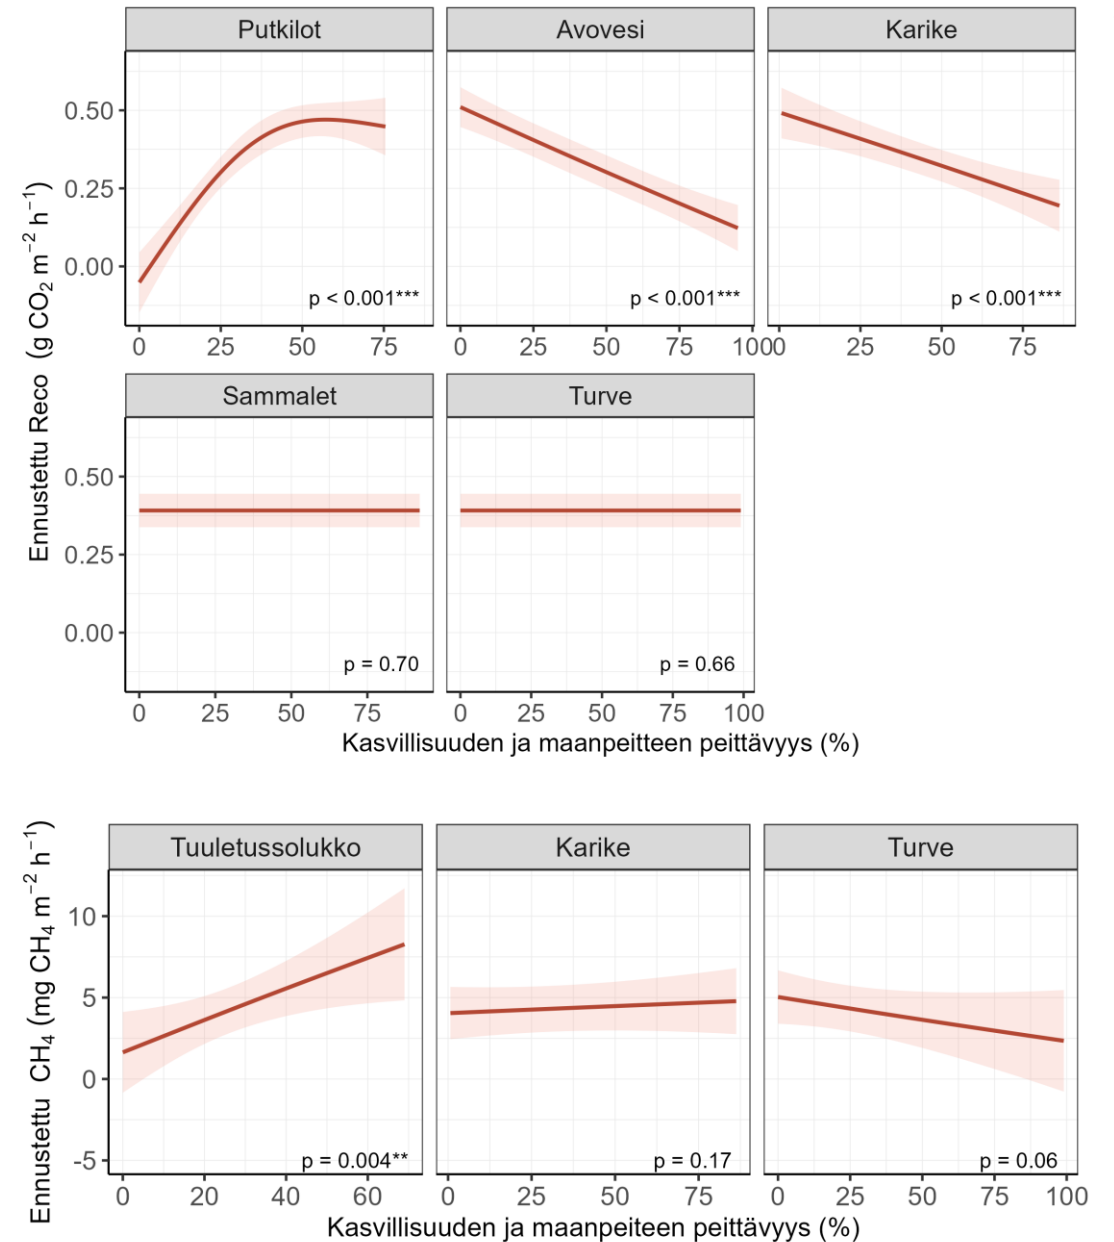 Putkilot Avovesi Karike
Ennustettu Reco (g CO₂ m⁻² h⁻¹)
0.50
0.25
0.00
p < 0.001*** p < 0.001*** p < 0.001***
0 25 50 75 0 25 50 75 100 0 25 50 75
Sammalet Turve
0.50
0.25
0.00
p = 0.70 p = 0.66
0 25 50 75 0 25 50 75 100
Kasvillisuuden ja maanpeitteen peittävyys (%)
Tuuletussolukko Karike Turve
Ennustettu CH₄ (mg CH₄ m⁻² h⁻¹)
10
5
0
-5
p = 0.004** p = 0.17 p = 0.06
0 20 40 60 0 25 50 75 0 25 50 75 100
Kasvillisuuden ja maanpeiteen peittävyys (%)